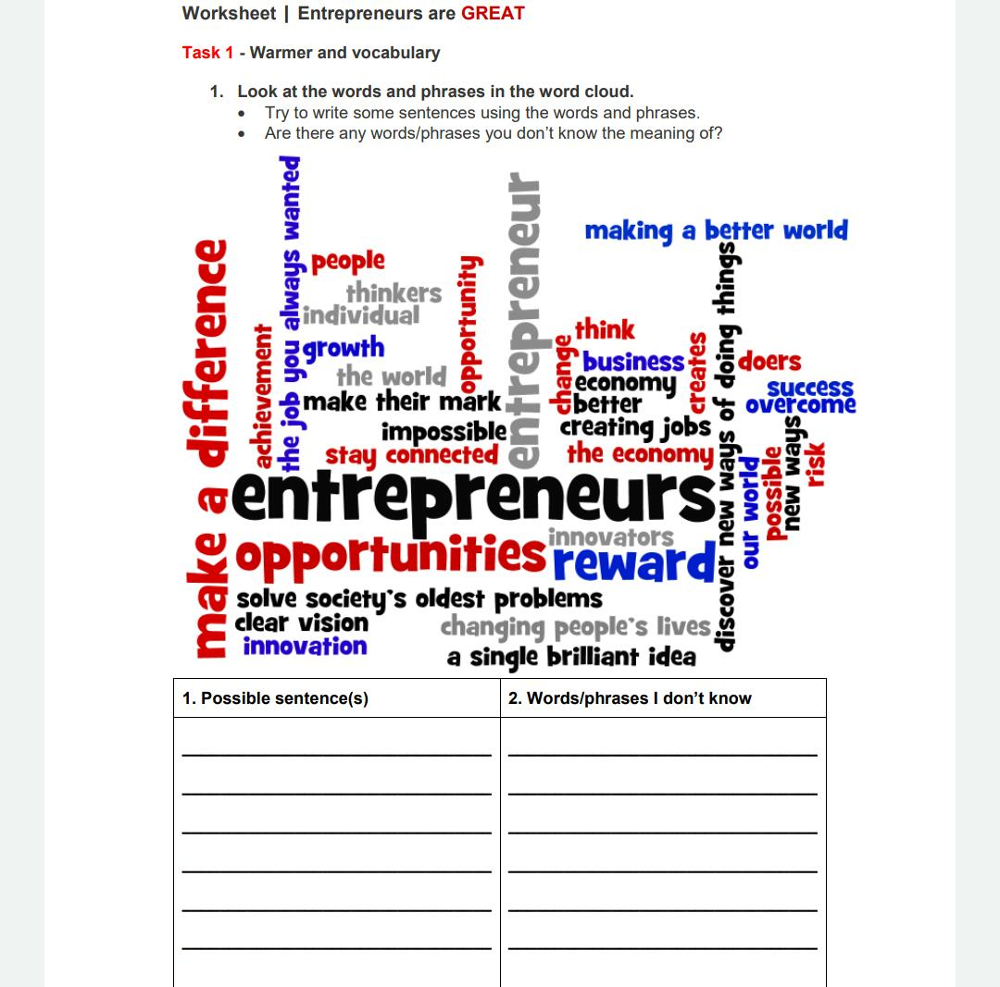 Worksheet | Entrepreneurs are GREAT
Task 1 - Warmer and vocabulary
1. Look at the words and phrases in the word cloud.
• Try to write some sentences using the words and phrases.
• Are there any words/phrases you don’t know the meaning of?
make a difference
achievement
the job you always wanted
people
thinkers
individual
growth
the world
make their mark
impossible
stay connected
opportunity
entrepreneur
making a better world
think
change
business
economy
better
creating jobs
the economy
creates
discover new ways of doing things
doers
success
overcome
our world
possible
new ways
risk
entrepreneurs
opportunities
innovators
reward
solve society's oldest problems
clear vision
changing people's lives
innovation
a single brilliant idea
1. Possible sentence(s)
2. Words/phrases I don’t know